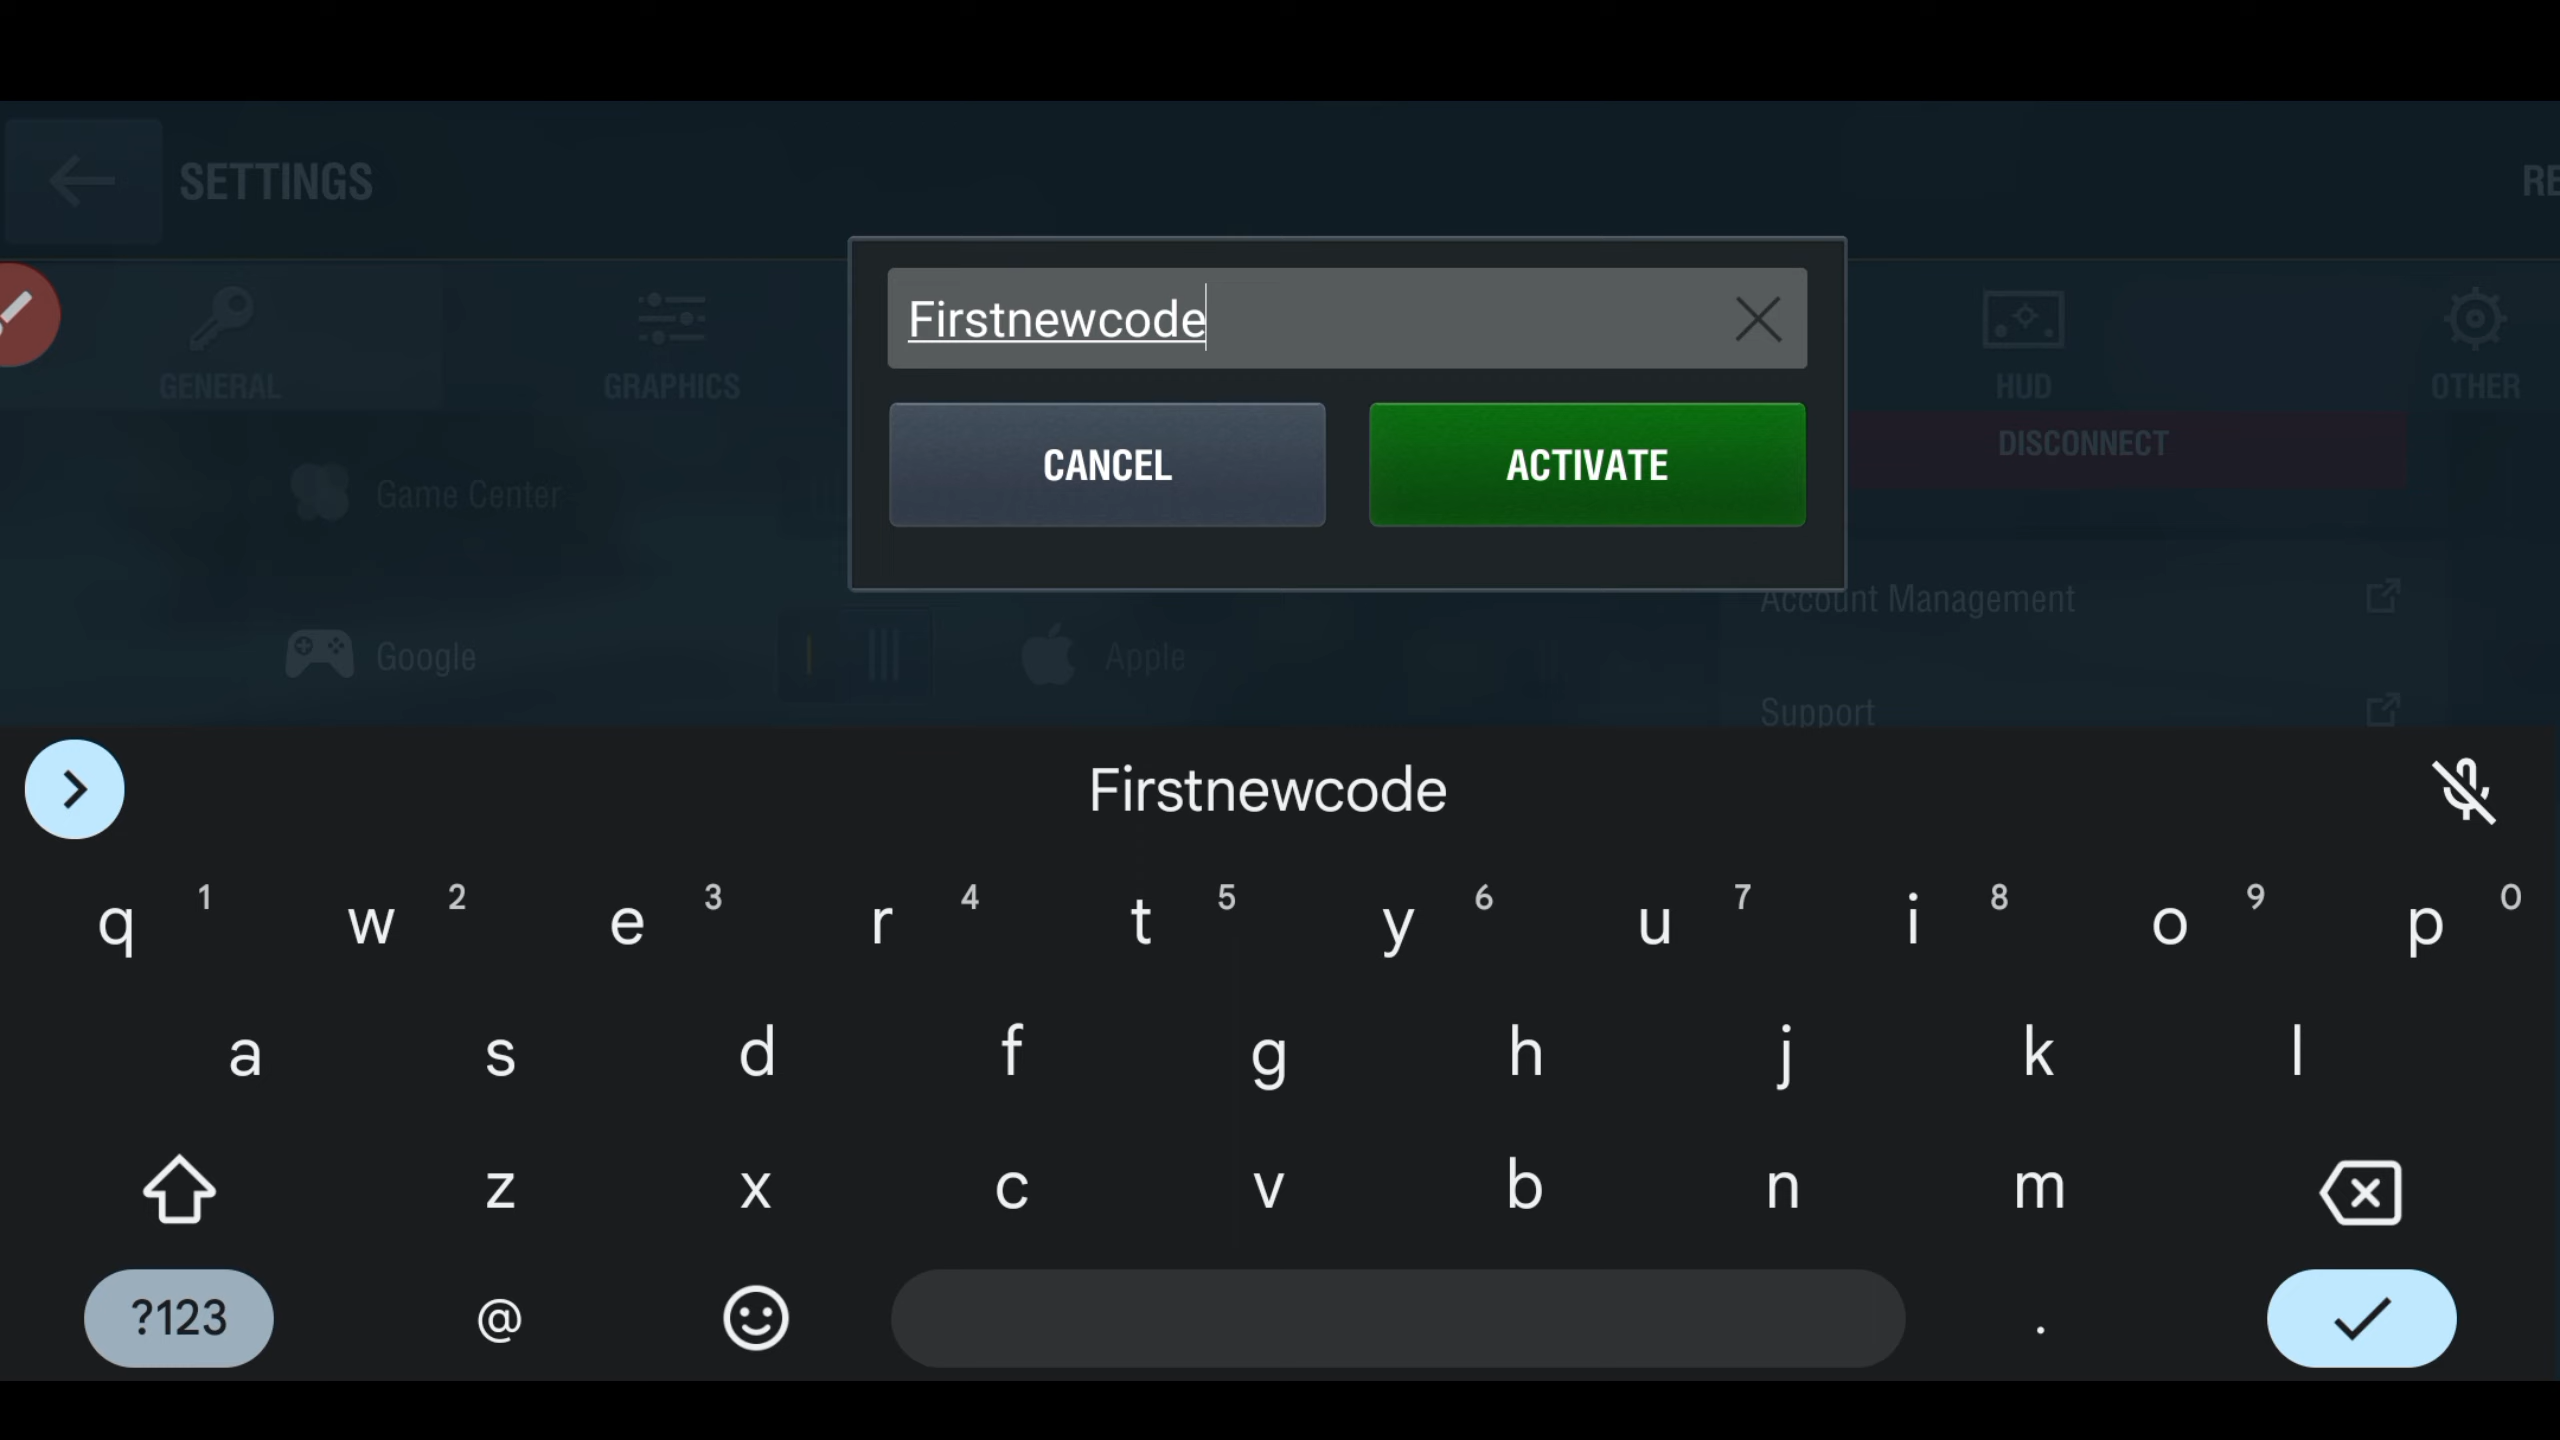 SETTINGS
RE
Firstnewcode
GENERAL
GRAPHICS
HUD
OTHER
CANCEL
ACTIVATE
DISCONNECT
Game Center
Account Management
Google
Apple
Support
Firstnewcode
q 1 w 2 e 3 r 4 t 5 y 6 u 7 i 8 o 9 p 0
a s d f g h j k l
z x c v b n m
?123 @ .